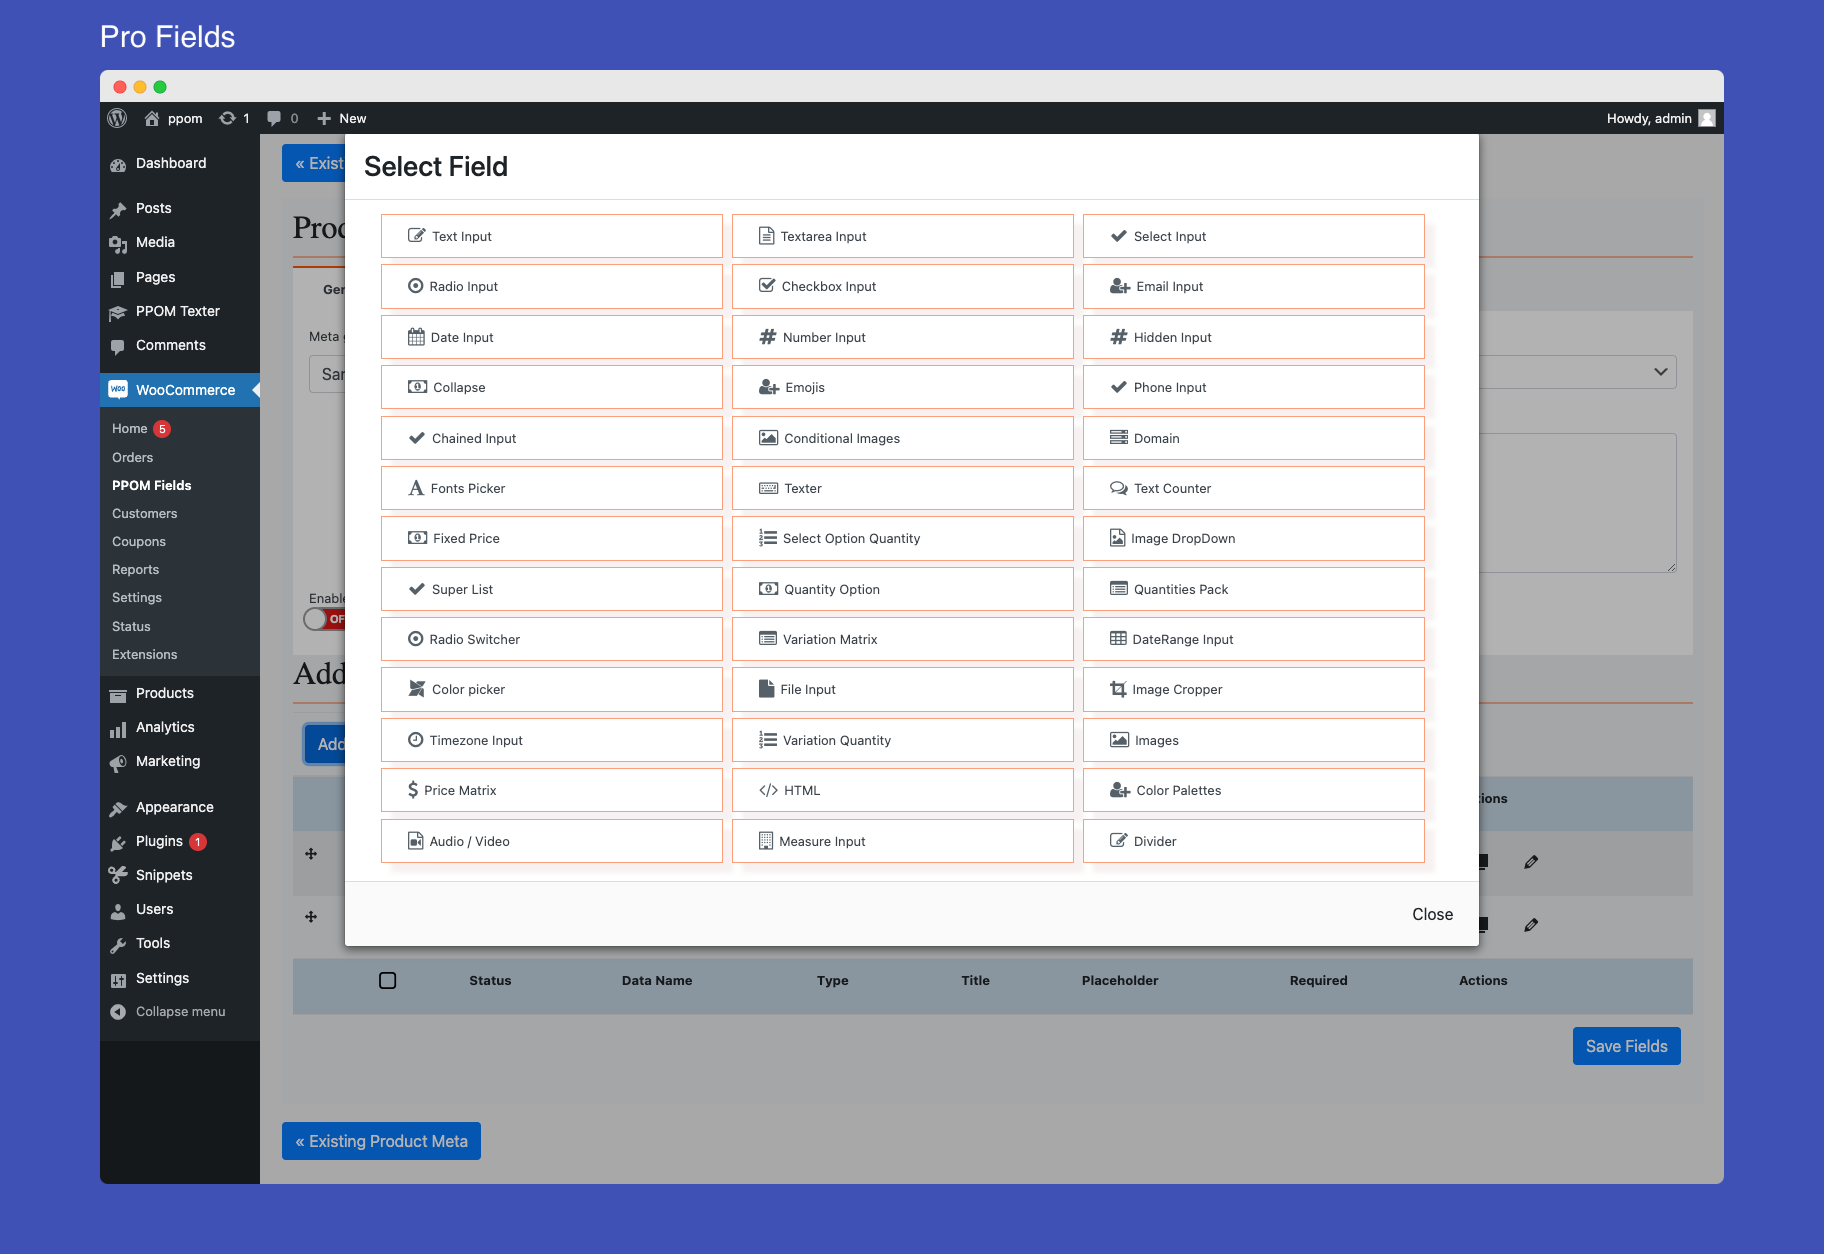 Pro Fields
ppom 1 0 New Howdy, admin
Dashboard
Posts
Media
Pages
PPOM Texter
Comments
WooCommerce
Home 5
Orders
PPOM Fields
Customers
Coupons
Reports
Settings
Status
Extensions
Products
Analytics
Marketing
Appearance
Plugins 1
Snippets
Users
Tools
Settings
Collapse menu
« Exist
Select Field
Text Input Textarea Input Select Input
Radio Input Checkbox Input Email Input
Date Input Number Input Hidden Input
Collapse Emojis Phone Input
Chained Input Conditional Images Domain
Fonts Picker Texter Text Counter
Fixed Price Select Option Quantity Image DropDown
Super List Quantity Option Quantities Pack
Radio Switcher Variation Matrix DateRange Input
Color picker File Input Image Cropper
Timezone Input Variation Quantity Images
Price Matrix HTML Color Palettes
Audio / Video Measure Input Divider
Close
Meta
Add
Add
Status Data Name Type Title Placeholder Required Actions
Save Fields
« Existing Product Meta